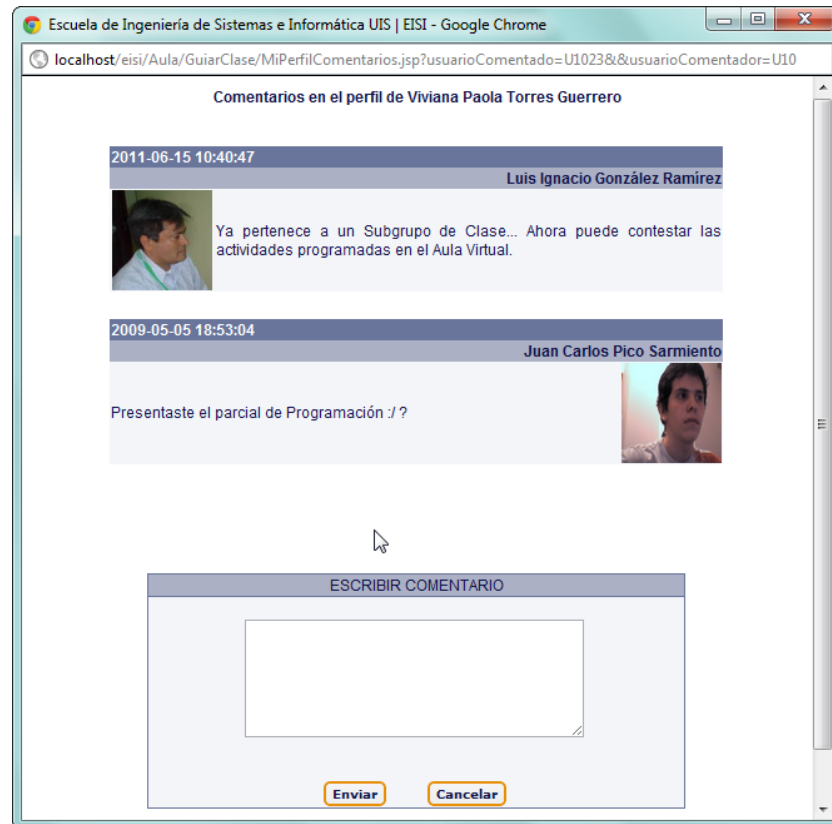 Escuela de Ingeniería de Sistemas e Informática UIS | EISI - Google Chrome
localhost/eisi/Aula/GuiarClase/MiPerfilComentarios.jsp?usuarioComentado=U1023&t&usuarioComentador=U10
Comentarios en el perfil de Viviana Paola Torres Guerrero
2011-06-15 10:40:47
Luis Ignacio González Ramírez
Ya pertenece a un Subgrupo de Clase... Ahora puede contestar las
actividades programadas en el Aula Virtual.
2009-05-05 18:53:04
Juan Carlos Pico Sarmiento
Presentaste el parcial de Programación :/ ?
ESCRIBIR COMENTARIO
Enviar Cancelar